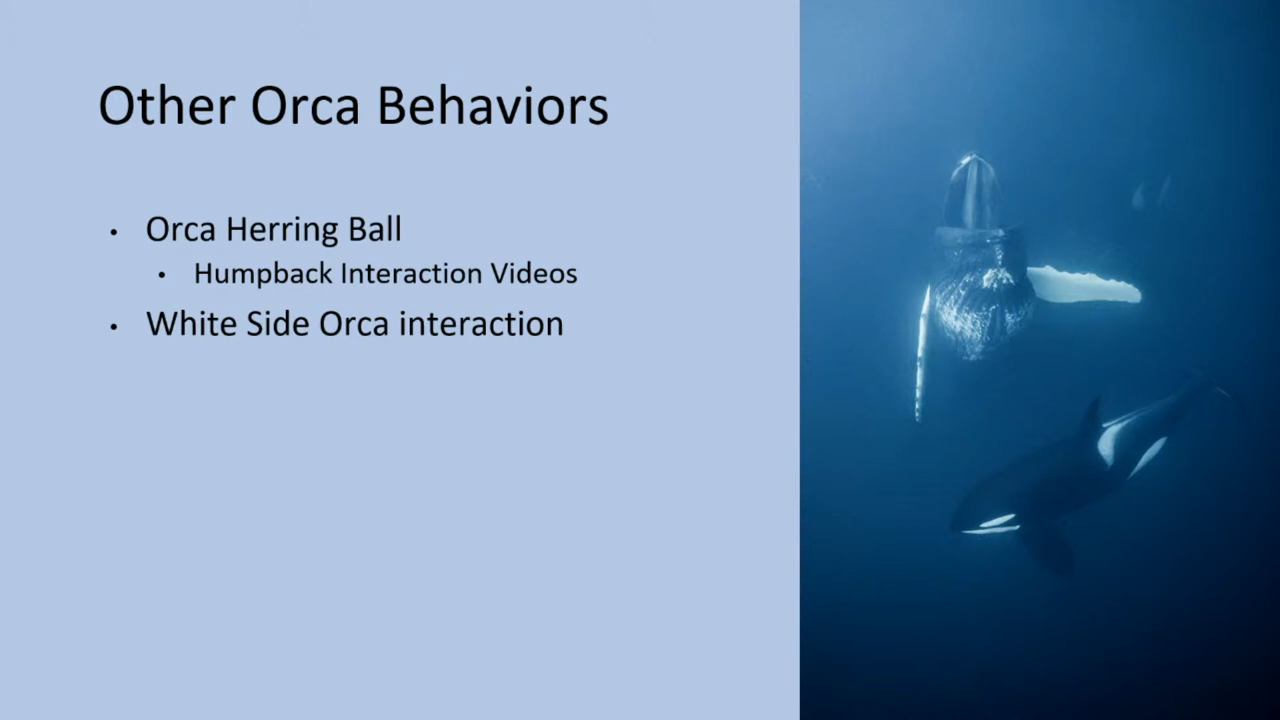 Other Orca Behaviors
• Orca Herring Ball
• Humpback Interaction Videos
• White Side Orca interaction